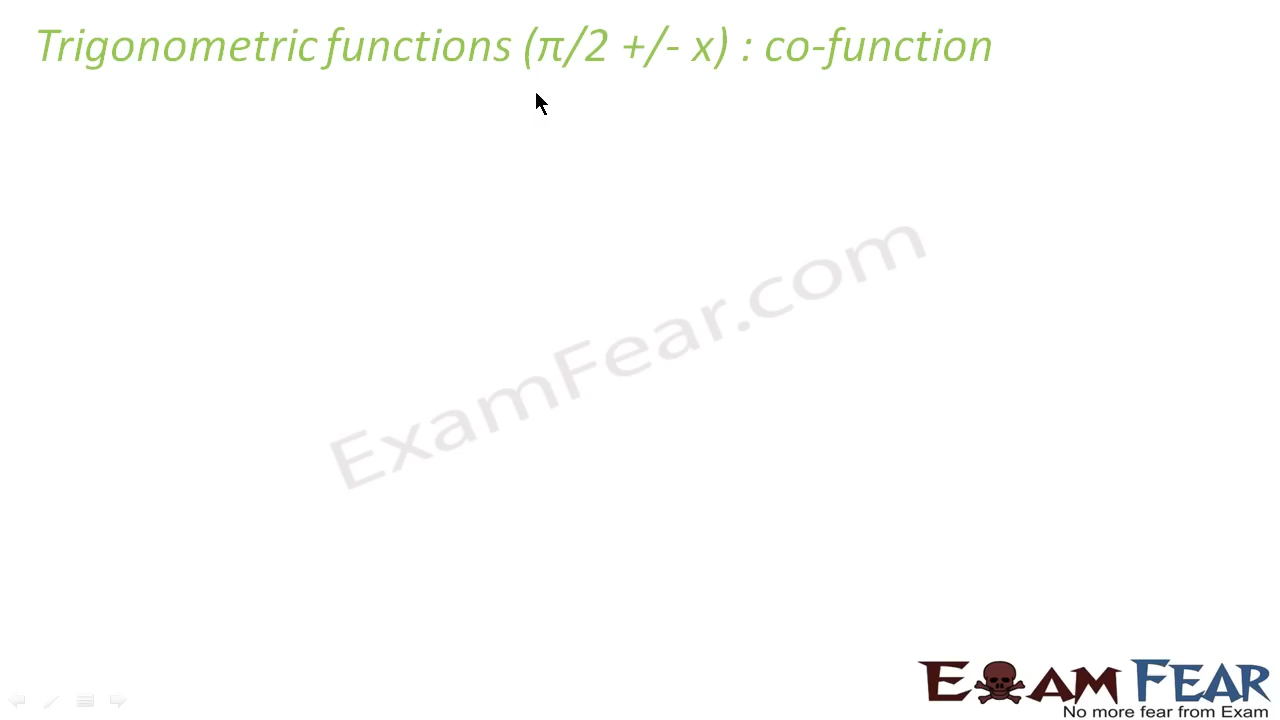 Trigonometric functions (π/2 +/- x) : co-function
ExamFear.com
EXAM FEAR
No more fear from Exam